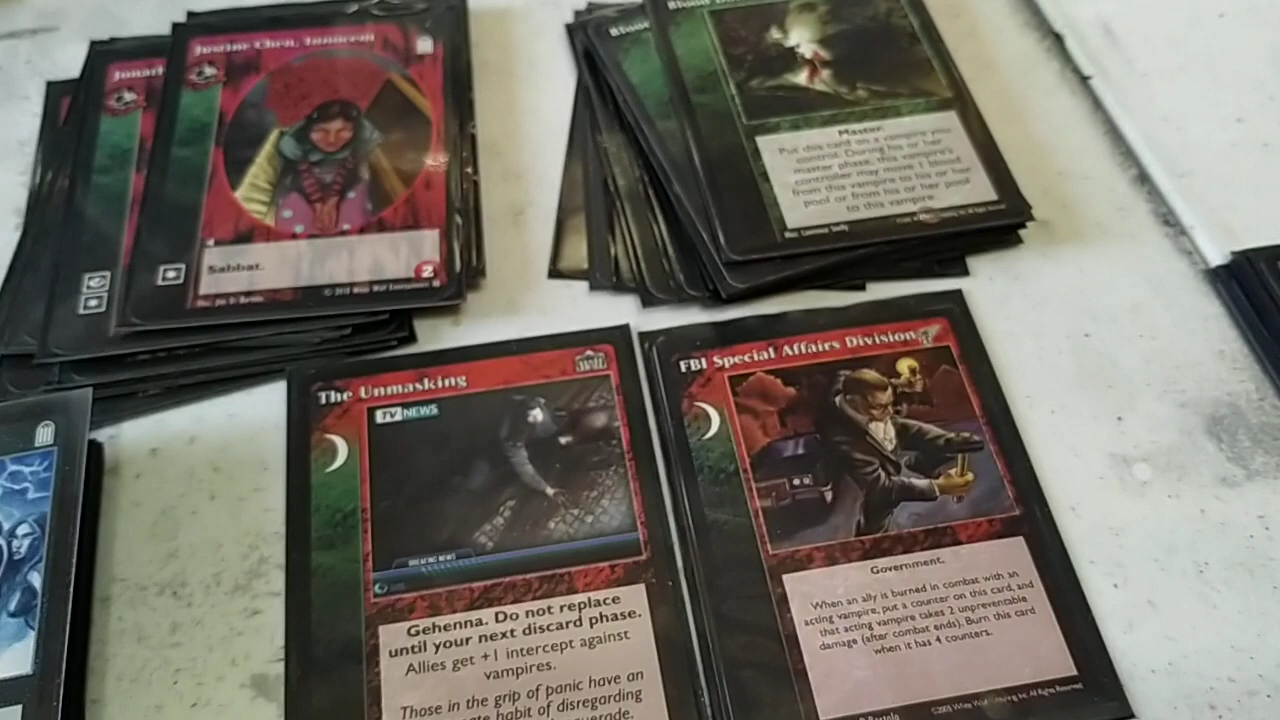 Justine Chen, Innocent
Sabbat.
2
Blood
Master.
Put this card on a vampire you
control. During his or her
master phase, this vampire's
controller may move 1 blood
from this vampire to his or her
pool or from his or her pool
to this vampire.
The Unmasking
TV NEWS
BREAKING NEWS
Gehenna. Do not replace
until your next discard phase.
Allies get +1 intercept against
vampires.
Those in the grip of panic have an
habit of disregarding
FBI Special Affairs Division
Government.
When an ally is burned in combat with an
acting vampire, put a counter on this card, and
that acting vampire takes 2 unpreventable
damage (after combat ends). Burn this card
when it has 4 counters.